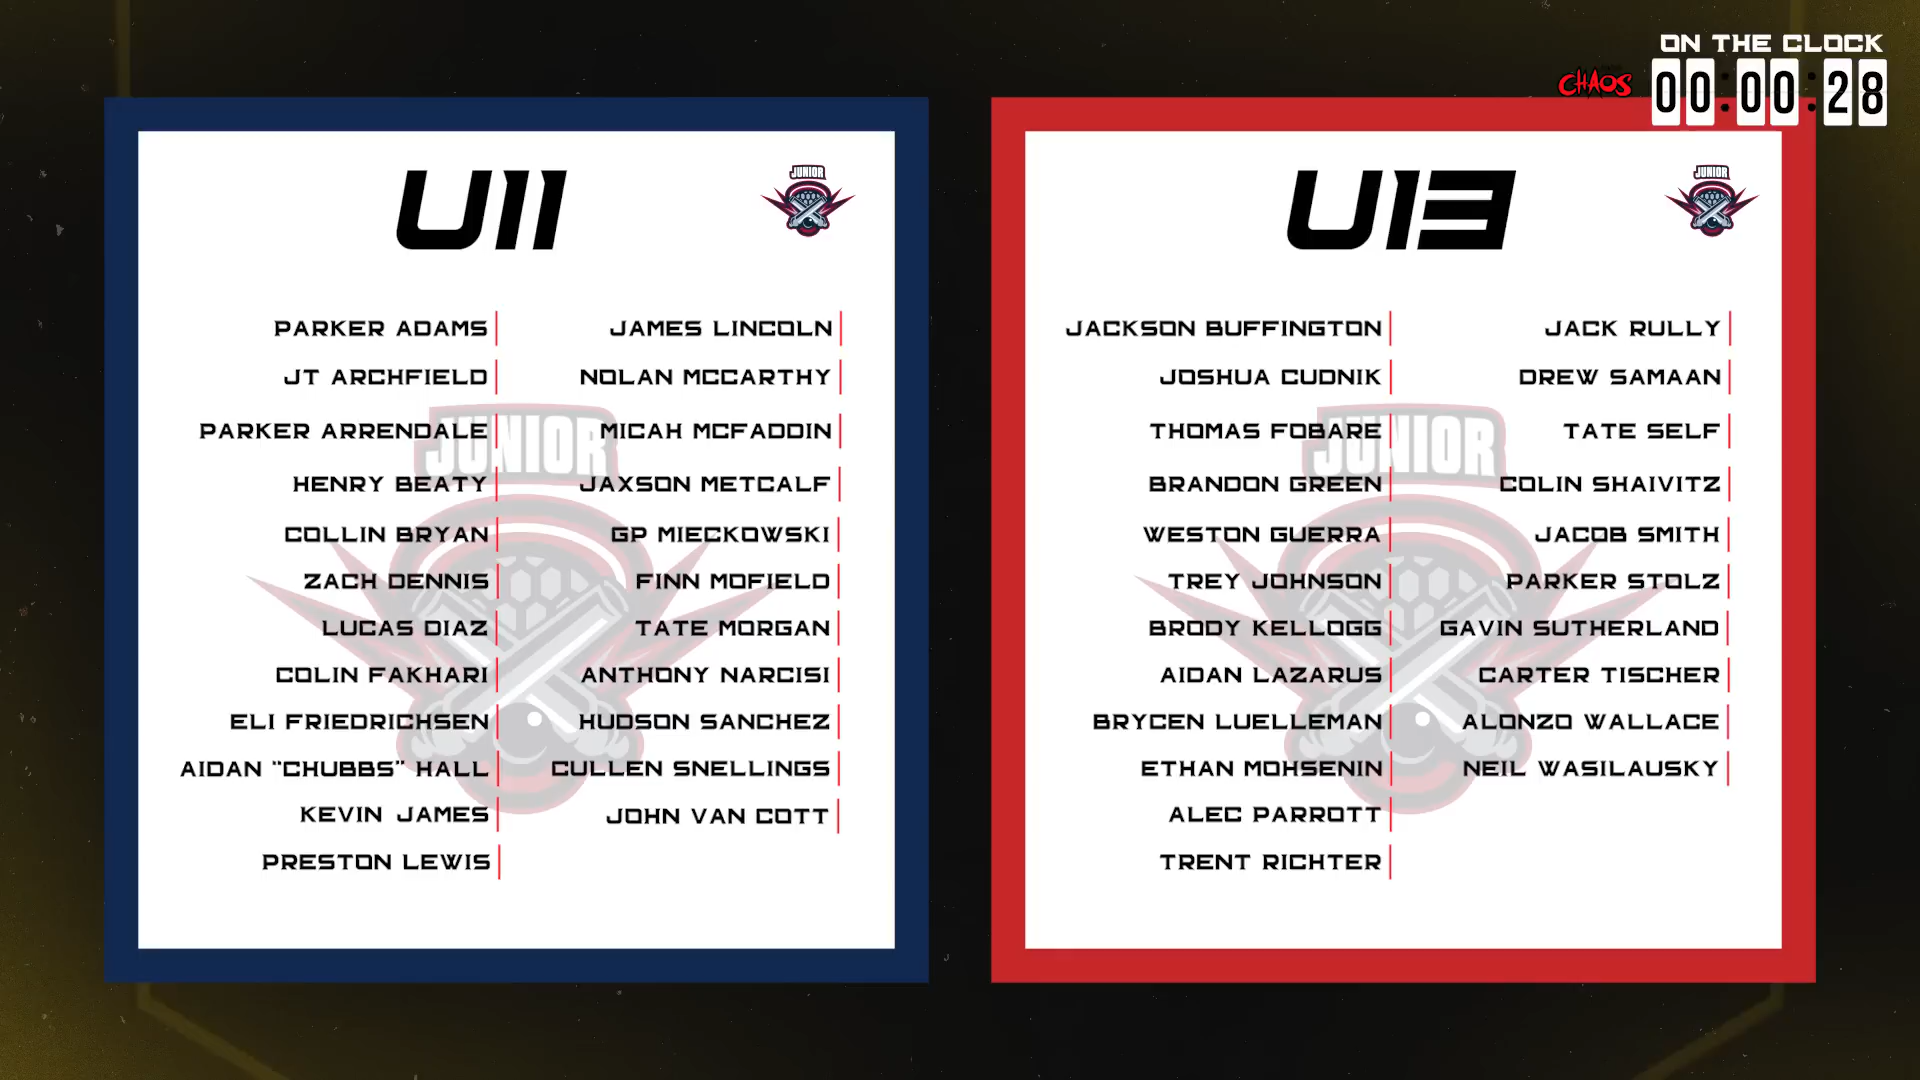 ON THE CLOCK
CHAOS
00:00:28
U11
JUNIOR
PARKER ADAMS
JT ARCHFIELD
PARKER ARRENDALE
HENRY BEATY
COLLIN BRYAN
ZACH DENNIS
LUCAS DIAZ
COLIN FAKHARI
ELI FRIEDRICHSEN
AIDAN "CHUBBS" HALL
KEVIN JAMES
PRESTON LEWIS
JAMES LINCOLN
NOLAN MCCARTHY
MICAH MCFADDIN
JAXSON METCALF
GP MIECKOWSKI
FINN MOFIELD
TATE MORGAN
ANTHONY NARCISI
HUDSON SANCHEZ
CULLEN SNELLINGS
JOHN VAN COTT
JUNIOR
U13
JUNIOR
JACKSON BUFFINGTON
JOSHUA CUDNIK
THOMAS FOBARE
BRANDON GREEN
WESTON GUERRA
TREY JOHNSON
BRODY KELLOGG
AIDAN LAZARUS
BRYCEN LUELLEMAN
ETHAN MOHSENIN
ALEC PARROTT
TRENT RICHTER
JACK RULLY
DREW SAMAAN
TATE SELF
COLIN SHAIVITZ
JACOB SMITH
PARKER STOLZ
GAVIN SUTHERLAND
CARTER TISCHER
ALONZO WALLACE
NEIL WASILAUSKY
JUNIOR